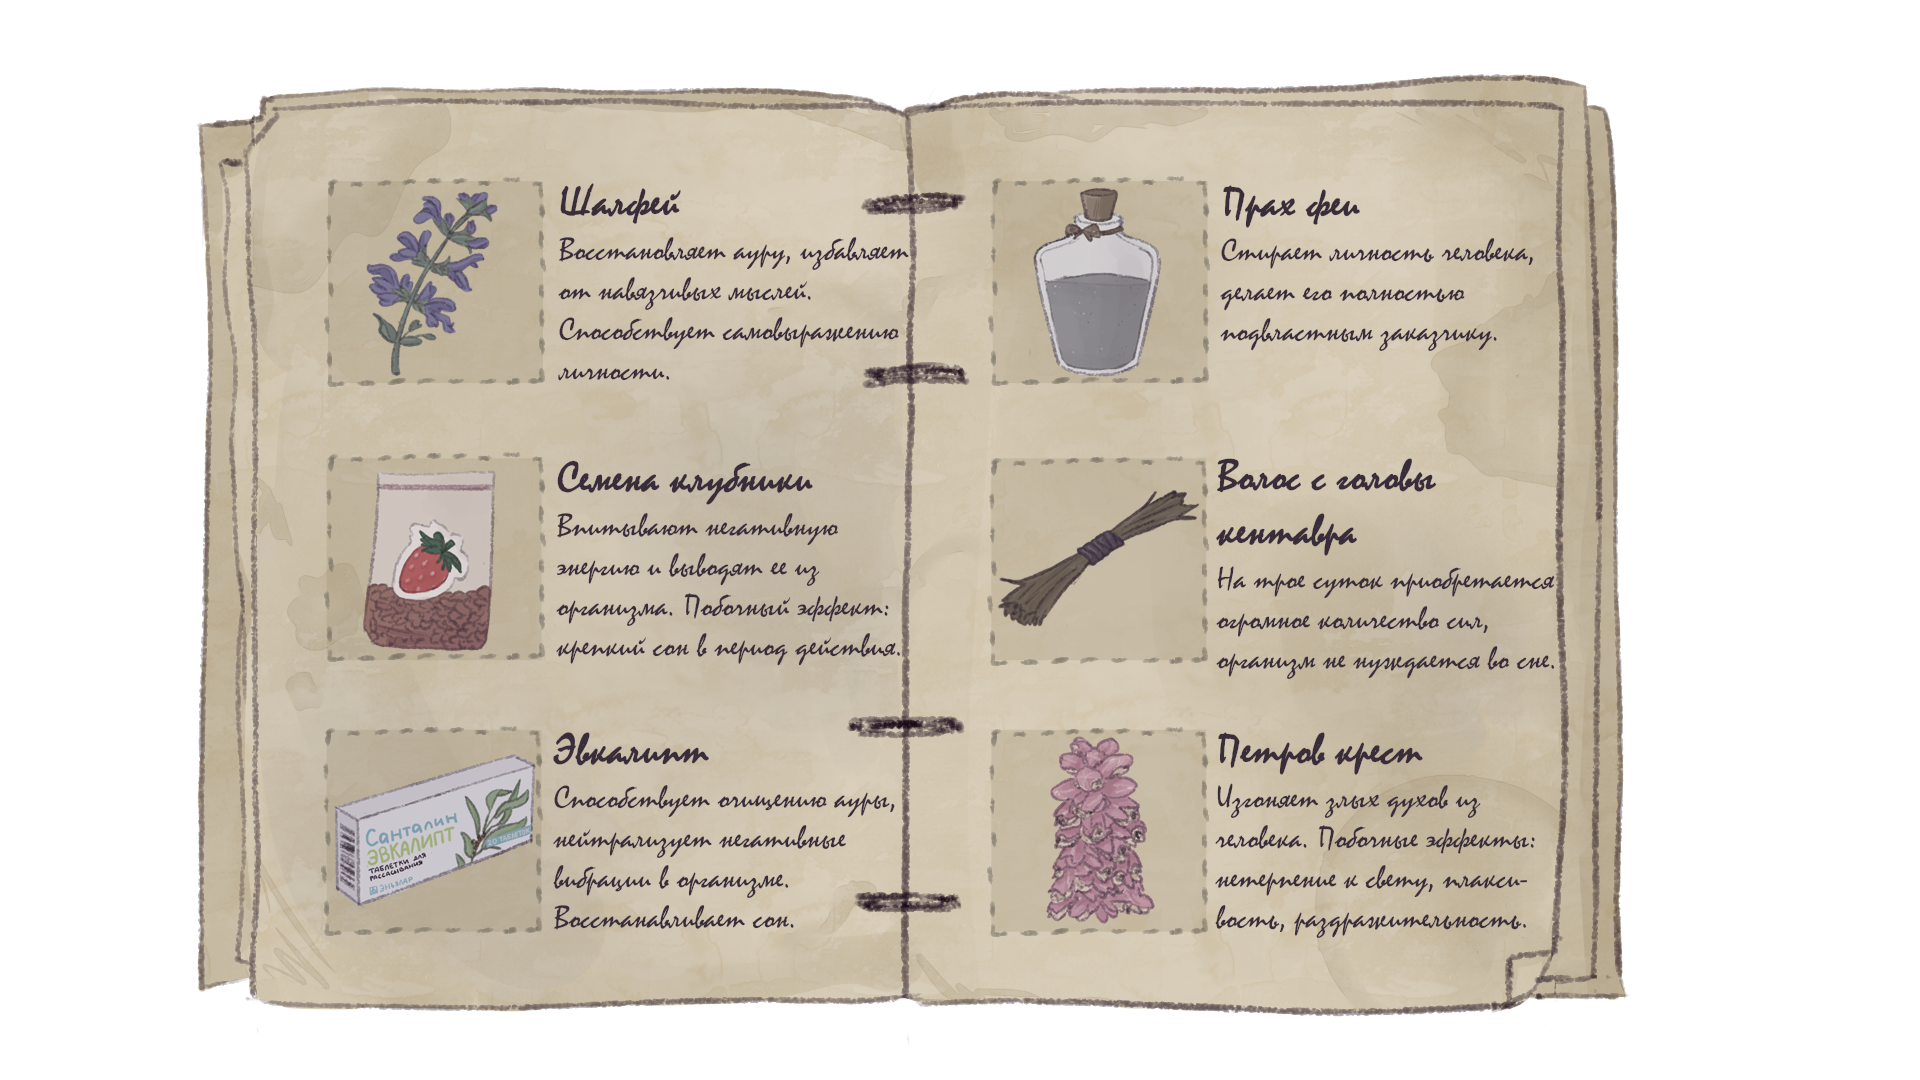 Шалфей
Восстановляет ауру, избавляет
от навязчивых мыслей.
Способствует самовыражению
личности.
Семена клубники
Впитывают негативную
энергию и выводят ее из
организма. Побочный эффект:
крепкий сон в период действия.
Эвкалипт
Способствует очищению ауры,
нейтрализует негативные
вибрации в организме.
Восстанавливает сон.
Санталин
ЭВКАЛИПТ
ТАБЛЕТКИ ДЛЯ
РАССАСЫВАНИЯ
Прах феи
Стирает личность человека,
делает его полностью
подвластным заказчику.
Волос с головы
кентавра
На трое суток приобретается
огромное количество сил,
организм не нуждается во сне.
Петров крест
Изгоняет злых духов из
человека. Побочные эффекты:
нетерпение к свету, плакси-
вость, раздражительность.